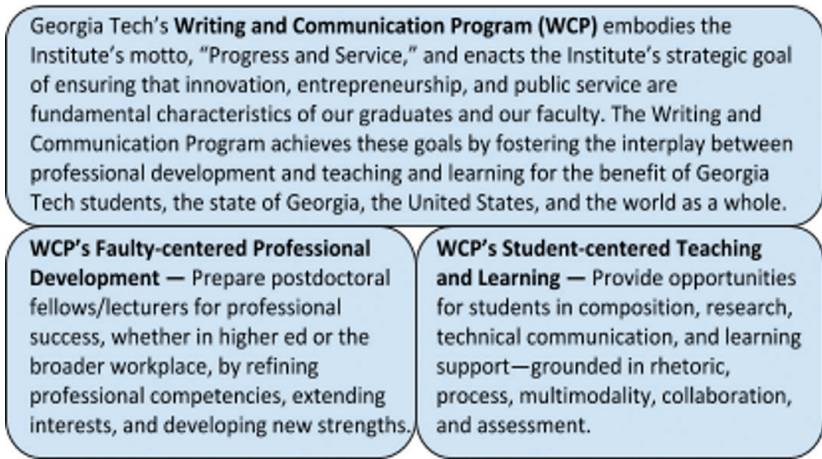 Georgia Tech's Writing and Communication Program (WCP) embodies the
Institute's motto, “Progress and Service,” and enacts the Institute's strategic goal
of ensuring that innovation, entrepreneurship, and public service are
fundamental characteristics of our graduates and our faculty. The Writing and
Communication Program achieves these goals by fostering the interplay between
professional development and teaching and learning for the benefit of Georgia
Tech students, the state of Georgia, the United States, and the world as a whole.
WCP's Faulty-centered Professional
Development — Prepare postdoctoral
fellows/lecturers for professional
success, whether in higher ed or the
broader workplace, by refining
professional competencies, extending
interests, and developing new strengths.
WCP's Student-centered Teaching
and Learning — Provide opportunities
for students in composition, research,
technical communication, and learning
support—grounded in rhetoric,
process, multimodality, collaboration,
and assessment.